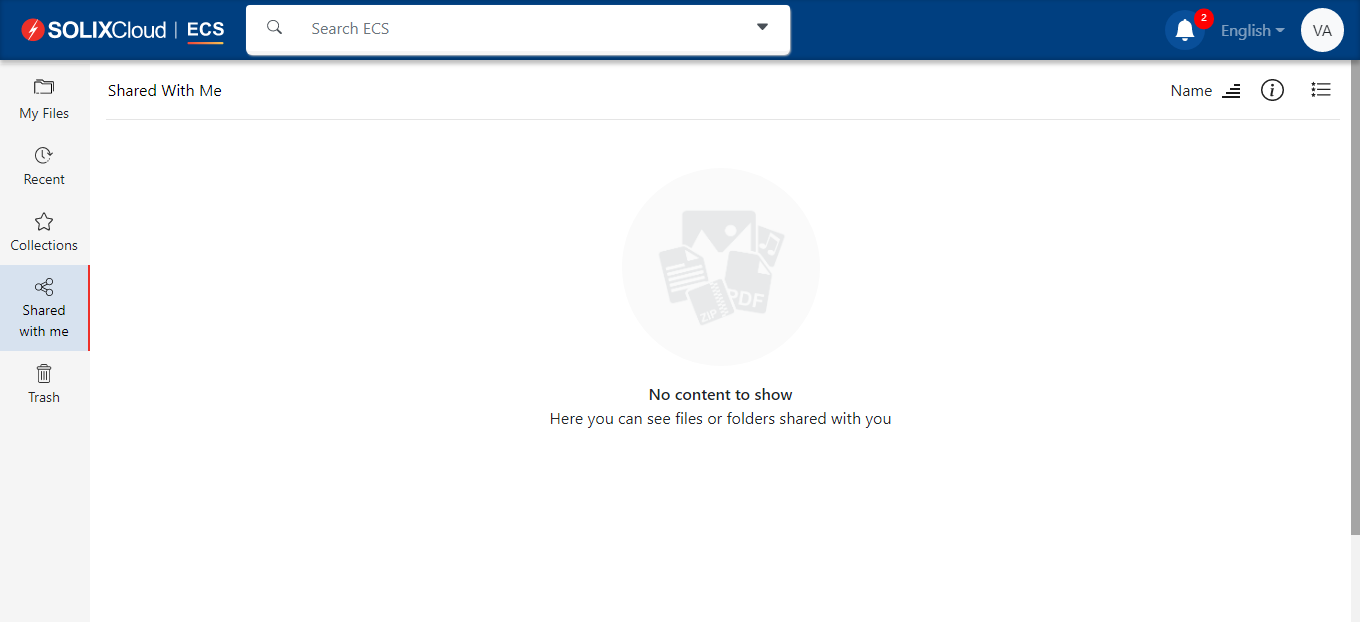 SOLIXCloud | ECS
Search ECS
2
English
VA
My Files
Recent
Collections
Shared
with me
Trash
Shared With Me
Name
i
ZIP
PDF
No content to show
Here you can see files or folders shared with you